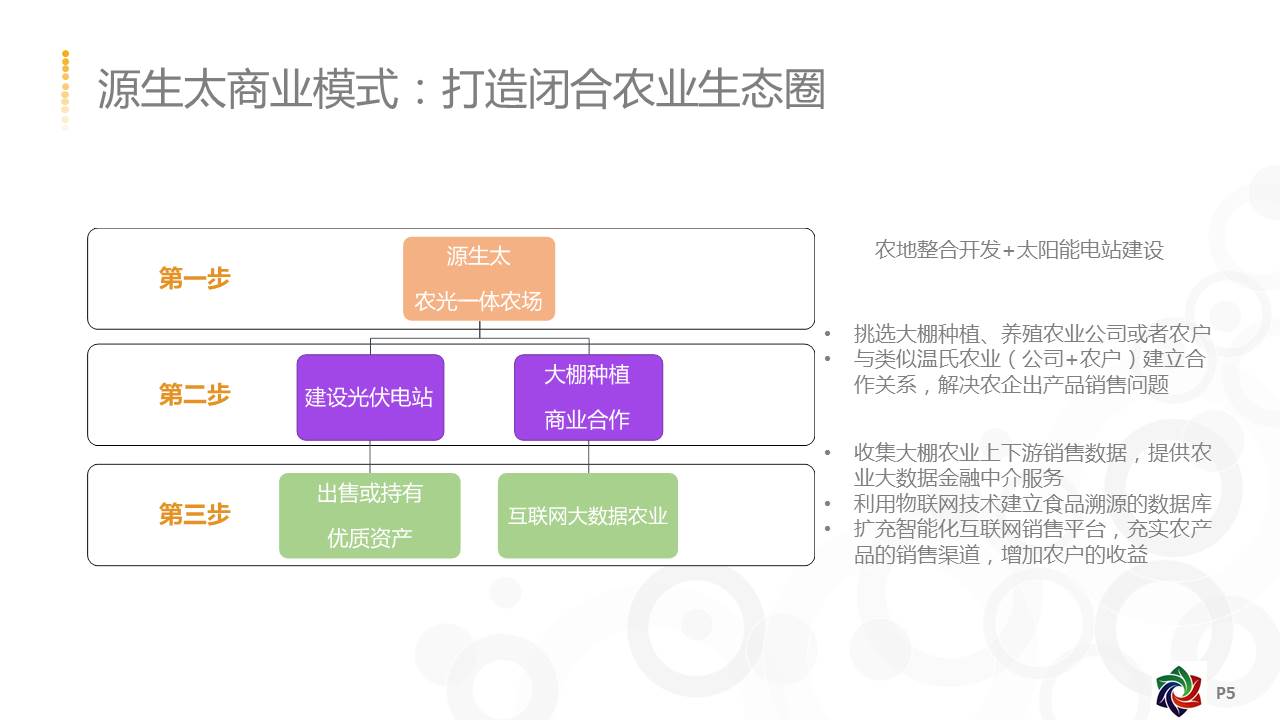 源生太商业模式：打造闭合农业生态圈
第一步
源生太
农光一体农场
农地整合开发+太阳能电站建设
第二步
建设光伏电站
大棚种植
商业合作
• 挑选大棚种植、养殖农业公司或者农户
• 与类似温氏农业（公司+农户）建立合
作关系，解决农企出产品销售问题
第三步
出售或持有
优质资产
互联网大数据农业
• 收集大棚农业上下游销售数据，提供农
业大数据金融中介服务
• 利用物联网技术建立食品溯源的数据库
• 扩充智能化互联网销售平台，充实农产
品的销售渠道，增加农户的收益
P5